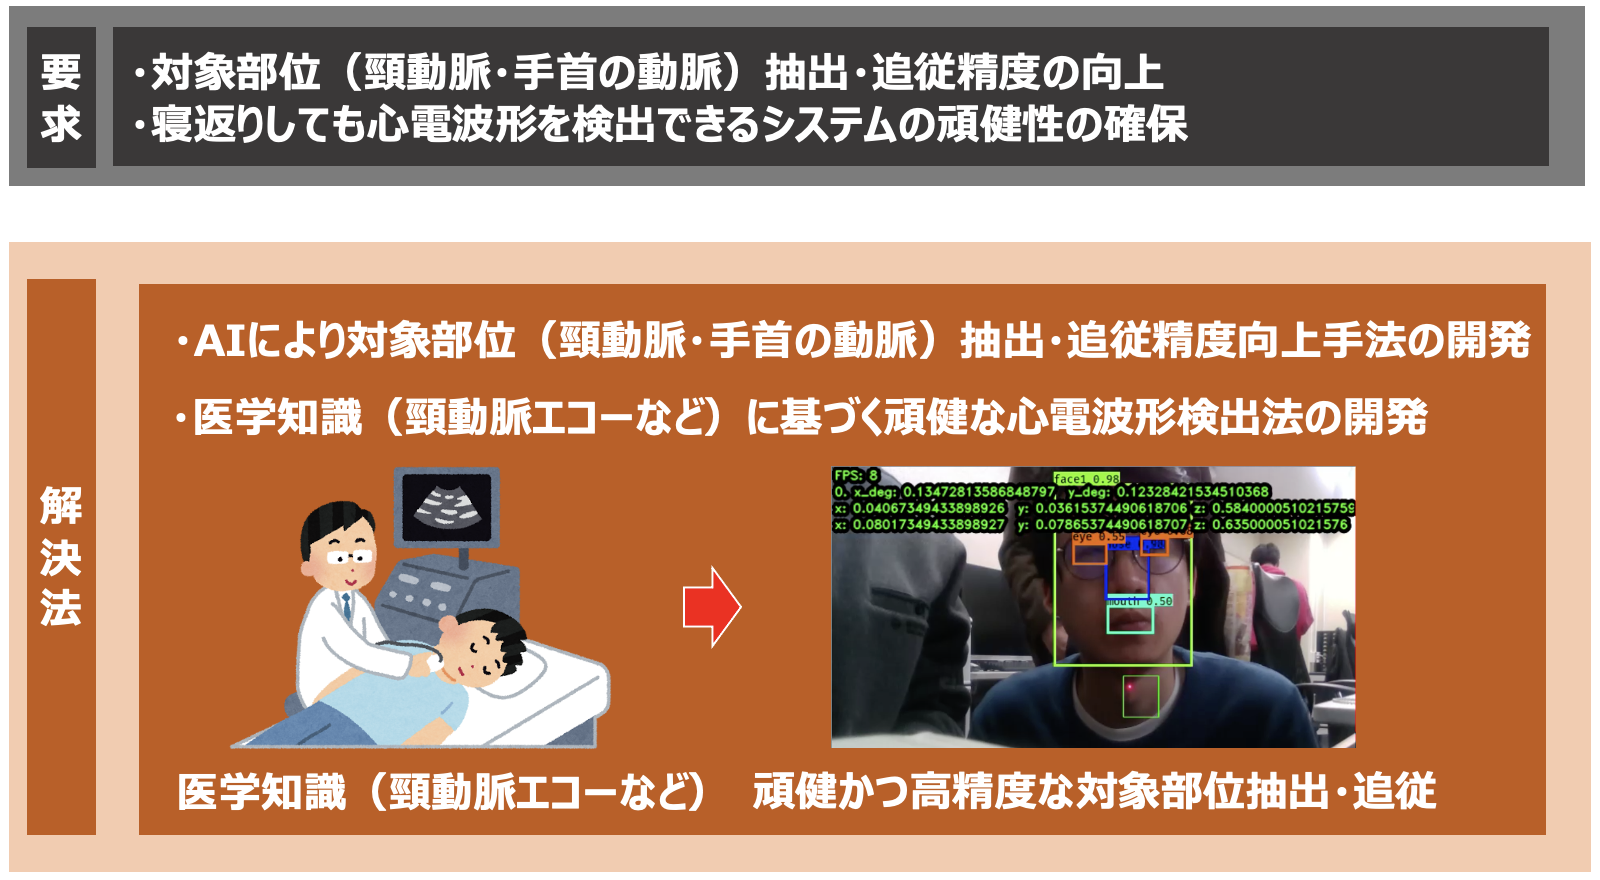 要求
・対象部位（頸動脈・手首の動脈）抽出・追従精度の向上
・寝返りしても心電波形を検出できるシステムの頑健性の確保
解決法
・AIにより対象部位（頸動脈・手首の動脈）抽出・追従精度向上手法の開発
・医学知識（頸動脈エコーなど）に基づく頑健な心電波形検出法の開発
FPS: 8
face1 0.98
0. x_deg: 0.13472813586848797, y_deg: 0.12328421534510368
x: 0.04067349433898926 y: 0.03615374490618706 z: 0.5840000510215759
x: 0.08017349433898927 y: 0.07865374490618707 z: 0.635000051021576
eye 0.55
mouth 0.50
医学知識（頸動脈エコーなど）
頑健かつ高精度な対象部位抽出・追従